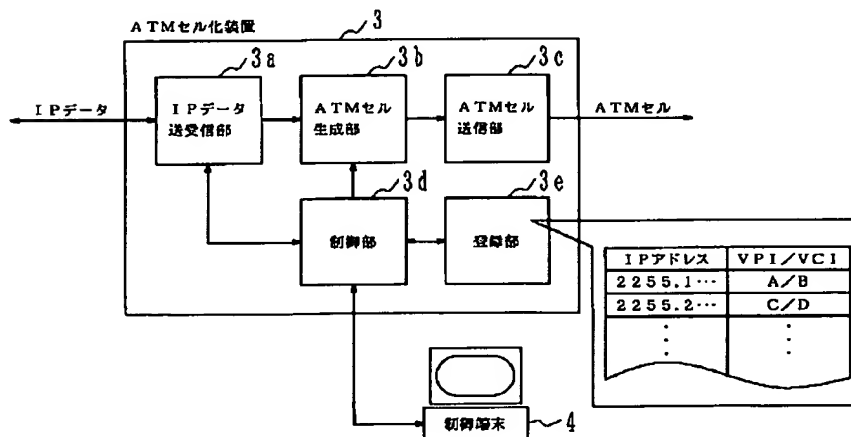 ATMセル化装置
3
3a
3b
3c
IPデータ
IPデータ
送受信部
ATMセル
生成部
ATMセル
送信部
ATMセル
3d
3e
制御部
登録部
IPアドレス VPI/VCI
2255.1… A/B
2255.2… C/D
制御端末
4